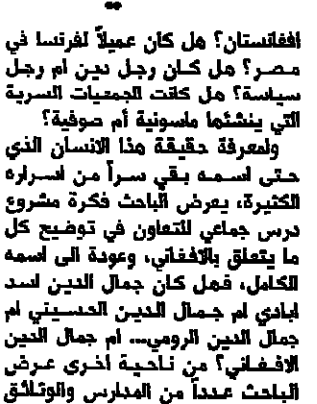 أفغانستان؟ هل كان عميلاً لفرنسا في
مصر؟ هل كان رجل دين أم رجل
سياسة؟ هل كانت الجمعيات السرية
التي ينشئها ماسونية أم صوفية؟
ولمعرفة حقيقة هذا الانسان الذي
حتى اسمه بقي سراً من اسراره
الكثيرة، يعرض الباحث فكرة مشروع
درس جماعي للتعاون في توضيح كل
ما يتعلق بالافغاني، وعودة الى اسمه
الكامل، فهل كان جمال الدين اسد
ابادي ام جمال الدين الحسيني ام
جمال الدين الرومي... ام جمال الدين
الافغاني؟ من ناحية أخرى عرض
الباحث عدداً من المدارس والوثائق